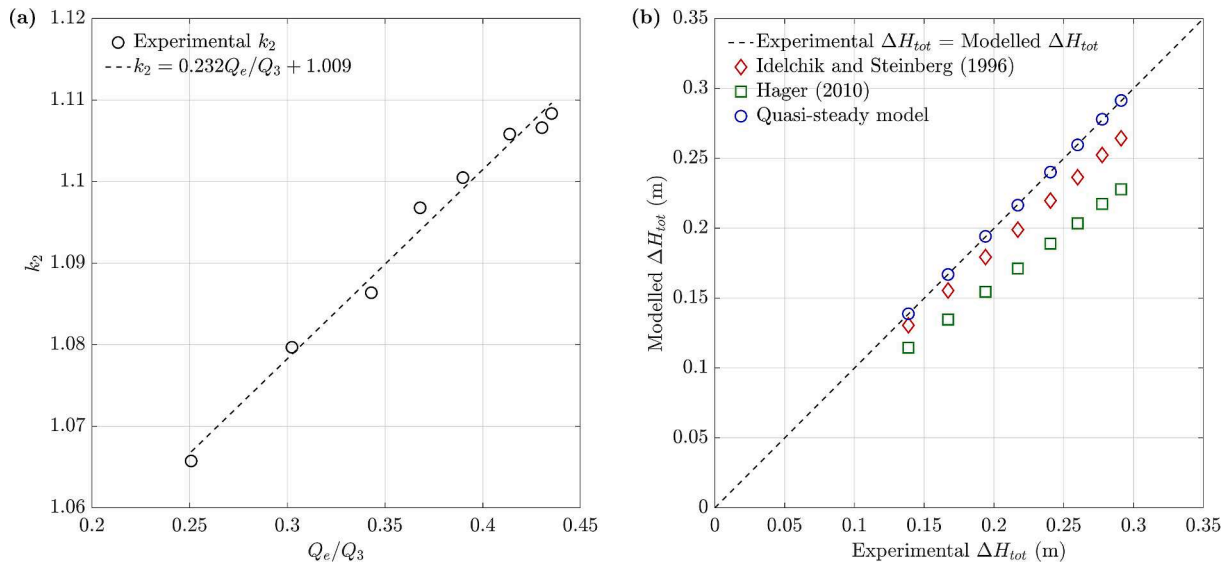 (a)
1.12
1.11
1.1
1.09
1.08
1.07
1.06
k₂
Experimental k₂
k₂ = 0.232Qₑ/Q₃ + 1.009
0.2 0.25 0.3 0.35 0.4 0.45
Qₑ/Q₃
(b)
0.35
0.3
0.25
0.2
0.15
0.1
0.05
0
Modelled ΔH_tot (m)
Experimental ΔH_tot = Modelled ΔH_tot
Idelchik and Steinberg (1996)
Hager (2010)
Quasi-steady model
0 0.05 0.1 0.15 0.2 0.25 0.3 0.35
Experimental ΔH_tot (m)